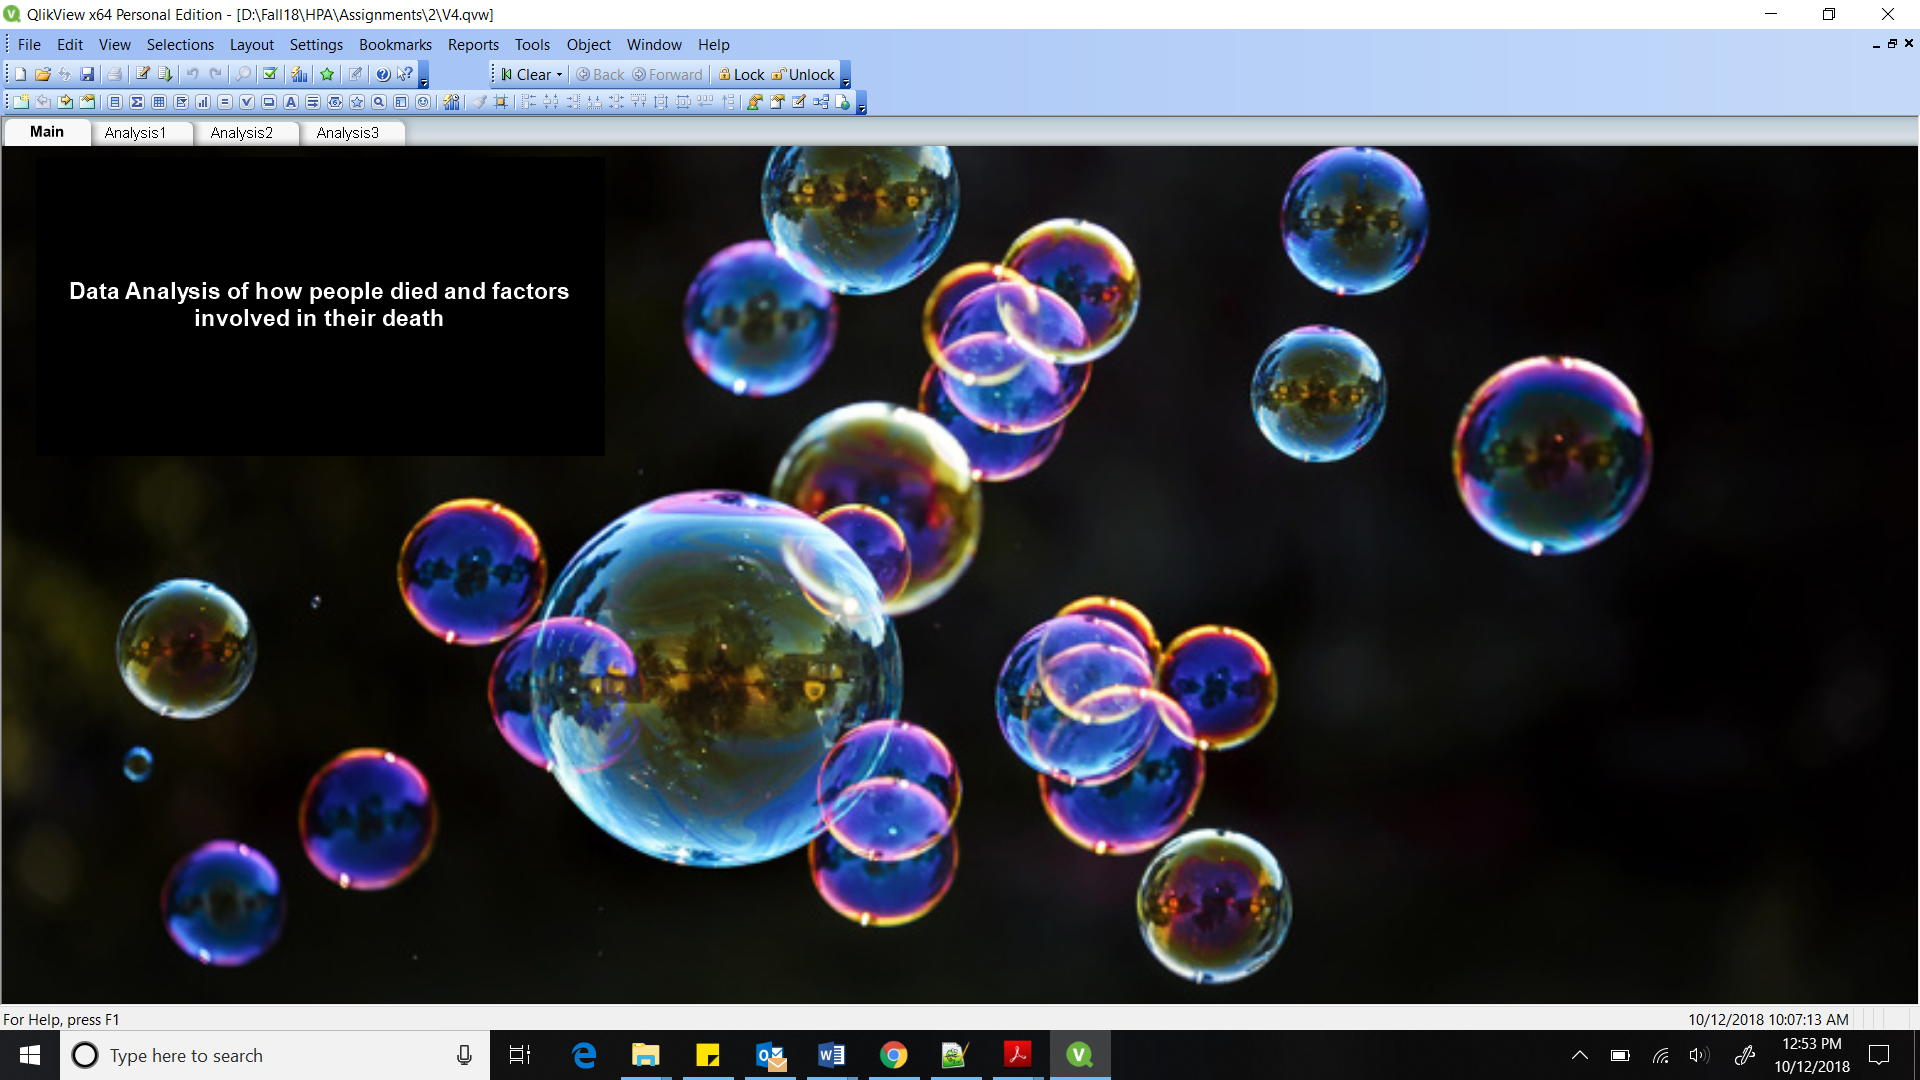 QlikView x64 Personal Edition - [D:\Fall18\HPA\Assignments\2\V4.qvw]
File Edit View Selections Layout Settings Bookmarks Reports Tools Object Window Help
Clear Back Forward Lock Unlock
Main Analysis1 Analysis2 Analysis3
Data Analysis of how people died and factors
involved in their death
For Help, press F1
10/12/2018 10:07:13 AM
Type here to search
12:53 PM
10/12/2018